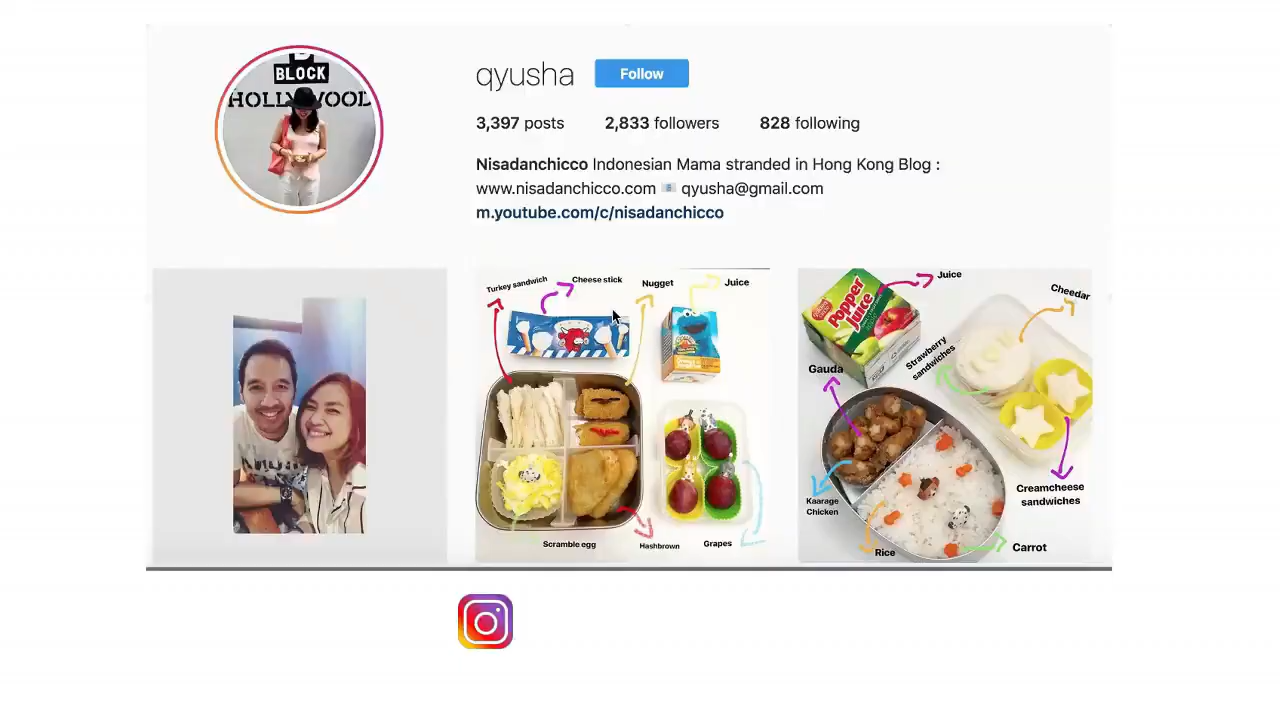 BLOCK
HOLLYWOOD
qyusha
Follow
3,397 posts 2,833 followers 828 following
Nisadanchicco Indonesian Mama stranded in Hong Kong Blog :
www.nisadanchicco.com qyusha@gmail.com
m.youtube.com/c/nisadanchicco
Turkey sandwich
Cheese stick
Nugget
Juice
Scramble egg
Hashbrown
Grapes
Juice
Popper
Juice
Cheedar
Strawberry
sandwiches
Gauda
Kaarage
Chicken
Creamcheese
sandwiches
Rice
Carrot